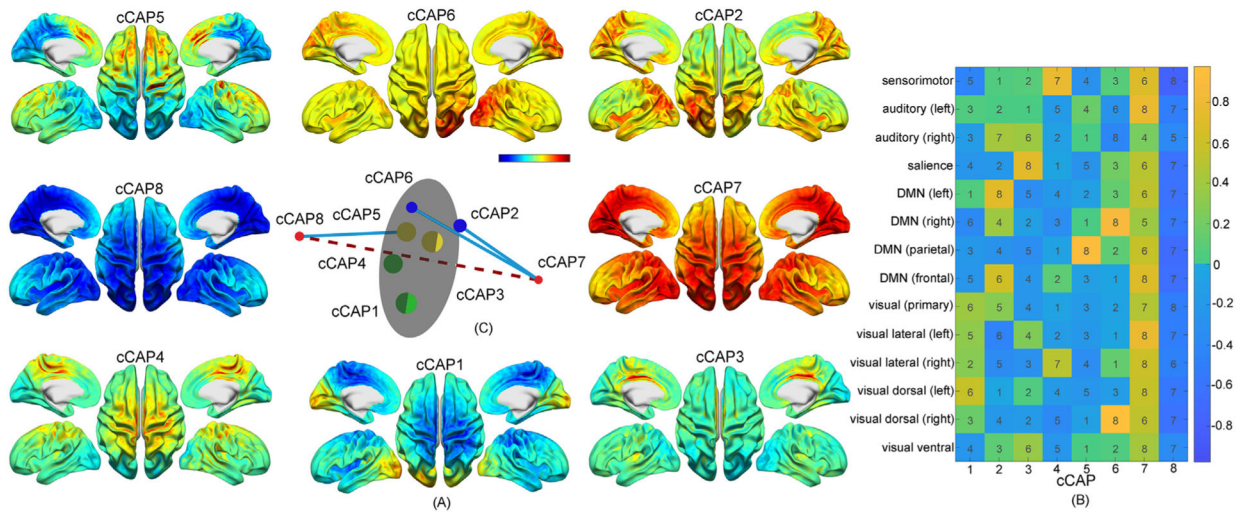 cCAP5
cCAP6
cCAP2
cCAP8
cCAP6
cCAP8
cCAP5
cCAP2
cCAP4
cCAP7
cCAP3
cCAP1
(C)
cCAP7
cCAP4
cCAP1
cCAP3
(A)
sensorimotor 5 1 2 7 4 3 6 8
auditory (left) 3 2 1 5 4 6 8 7
auditory (right) 3 7 6 2 1 8 4 5
salience 4 2 8 1 5 3 6 7
DMN (left) 1 8 5 4 2 3 6 7
DMN (right) 6 4 2 3 1 8 5 7
DMN (parietal) 3 4 5 1 8 2 6 7
DMN (frontal) 5 6 4 2 3 1 8 7
visual (primary) 6 5 4 1 3 2 7 8
visual lateral (left) 5 6 4 3 2 1 8 7
visual lateral (right) 2 5 3 7 4 1 8 6
visual dorsal (left) 6 1 2 4 5 3 8 7
visual dorsal (right) 3 4 2 5 1 8 6 7
visual ventral 4 3 6 5 1 2 8 7
1 2 3 4 5 6 7 8
cCAP
(B)
0.8
0.6
0.4
0.2
0
-0.2
-0.4
-0.6
-0.8